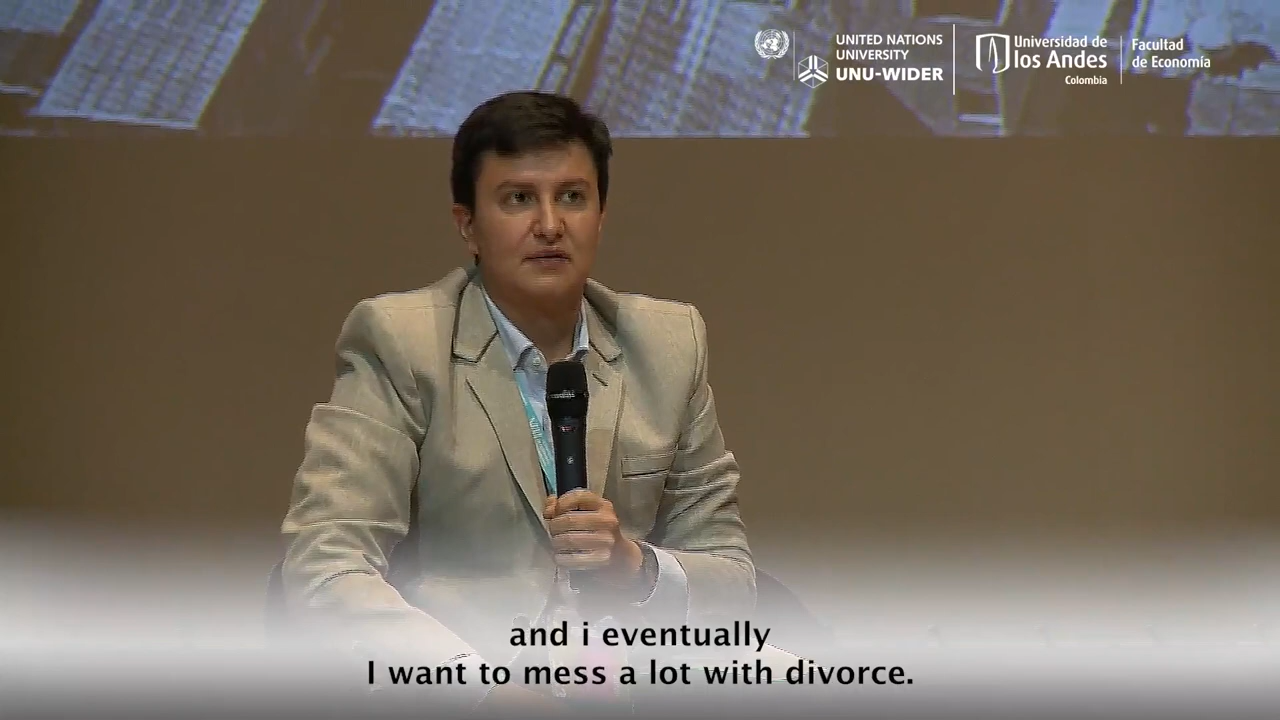 UNITED NATIONS
UNIVERSITY
UNU-WIDER
Universidad de
los Andes
Colombia
Facultad
de Economía
and i eventually
I want to mess a lot with divorce.